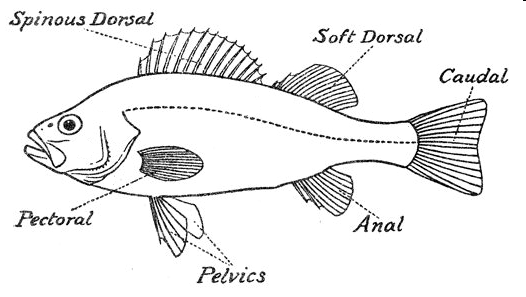 Spinous Dorsal
Soft Dorsal
Caudal
Pectoral
Anal
Pelvics